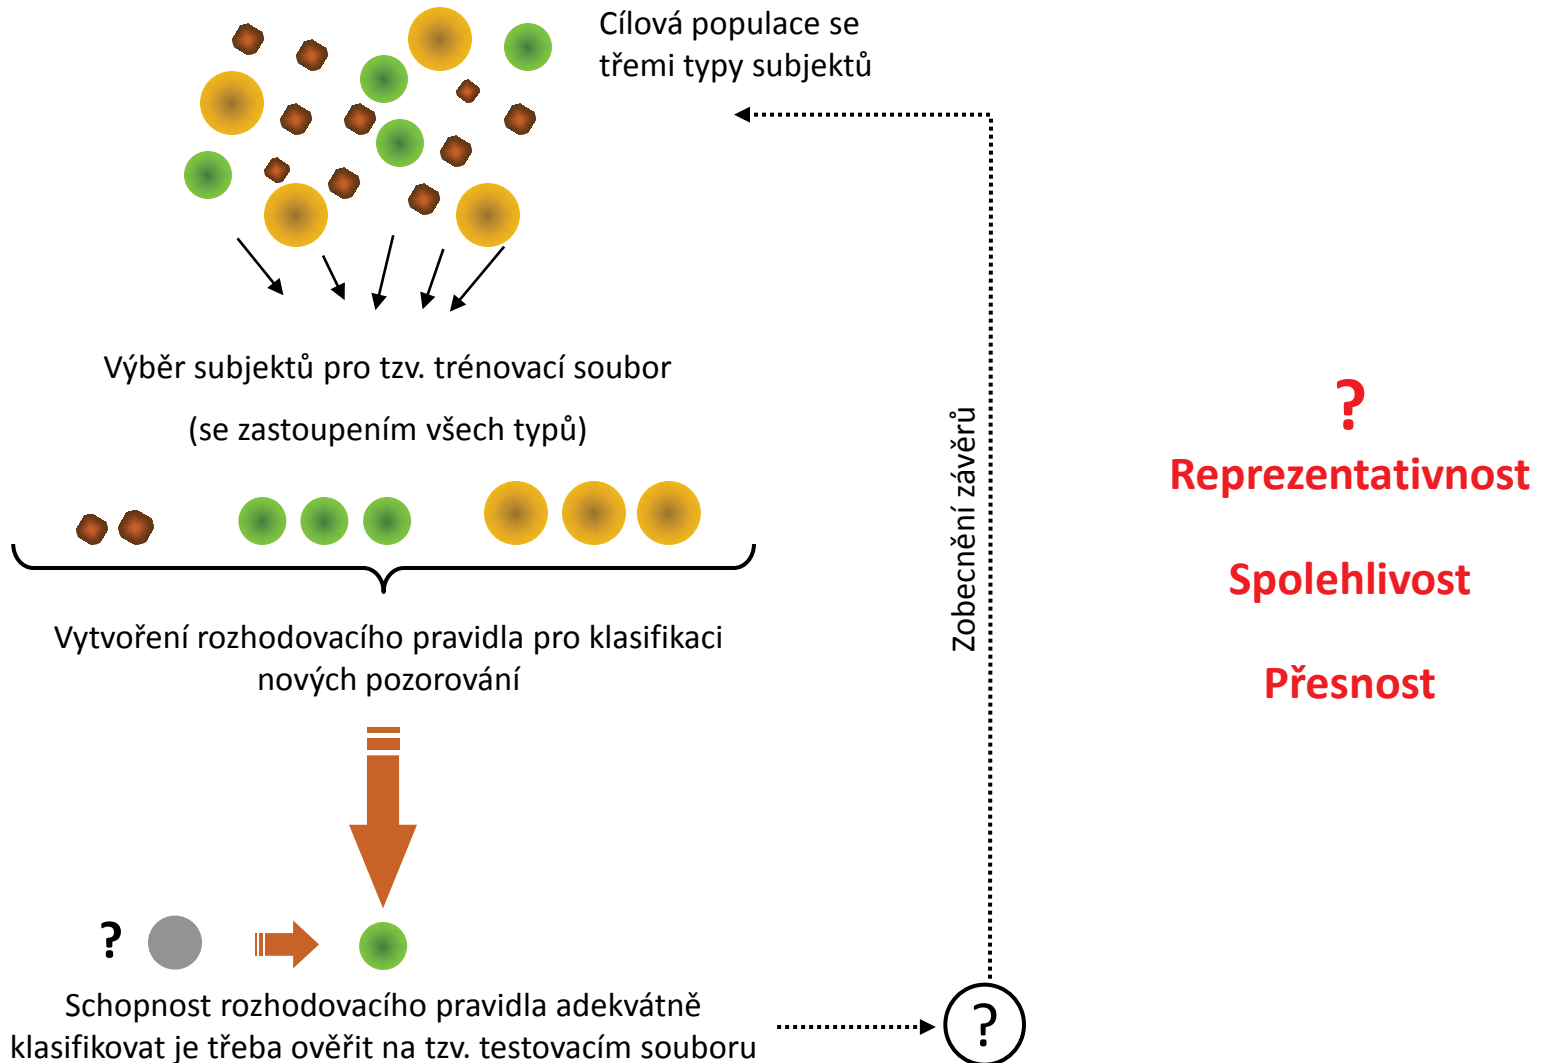 Cílová populace se
třemi typy subjektů
Výběr subjektů pro tzv. trénovací soubor
(se zastoupením všech typů)
Vytvoření rozhodovacího pravidla pro klasifikaci
nových pozorování
?
Schopnost rozhodovacího pravidla adekvátně
klasifikovat je třeba ověřit na tzv. testovacím souboru
?
Zobecnění závěrů
?
Reprezentativnost
Spolehlivost
Přesnost